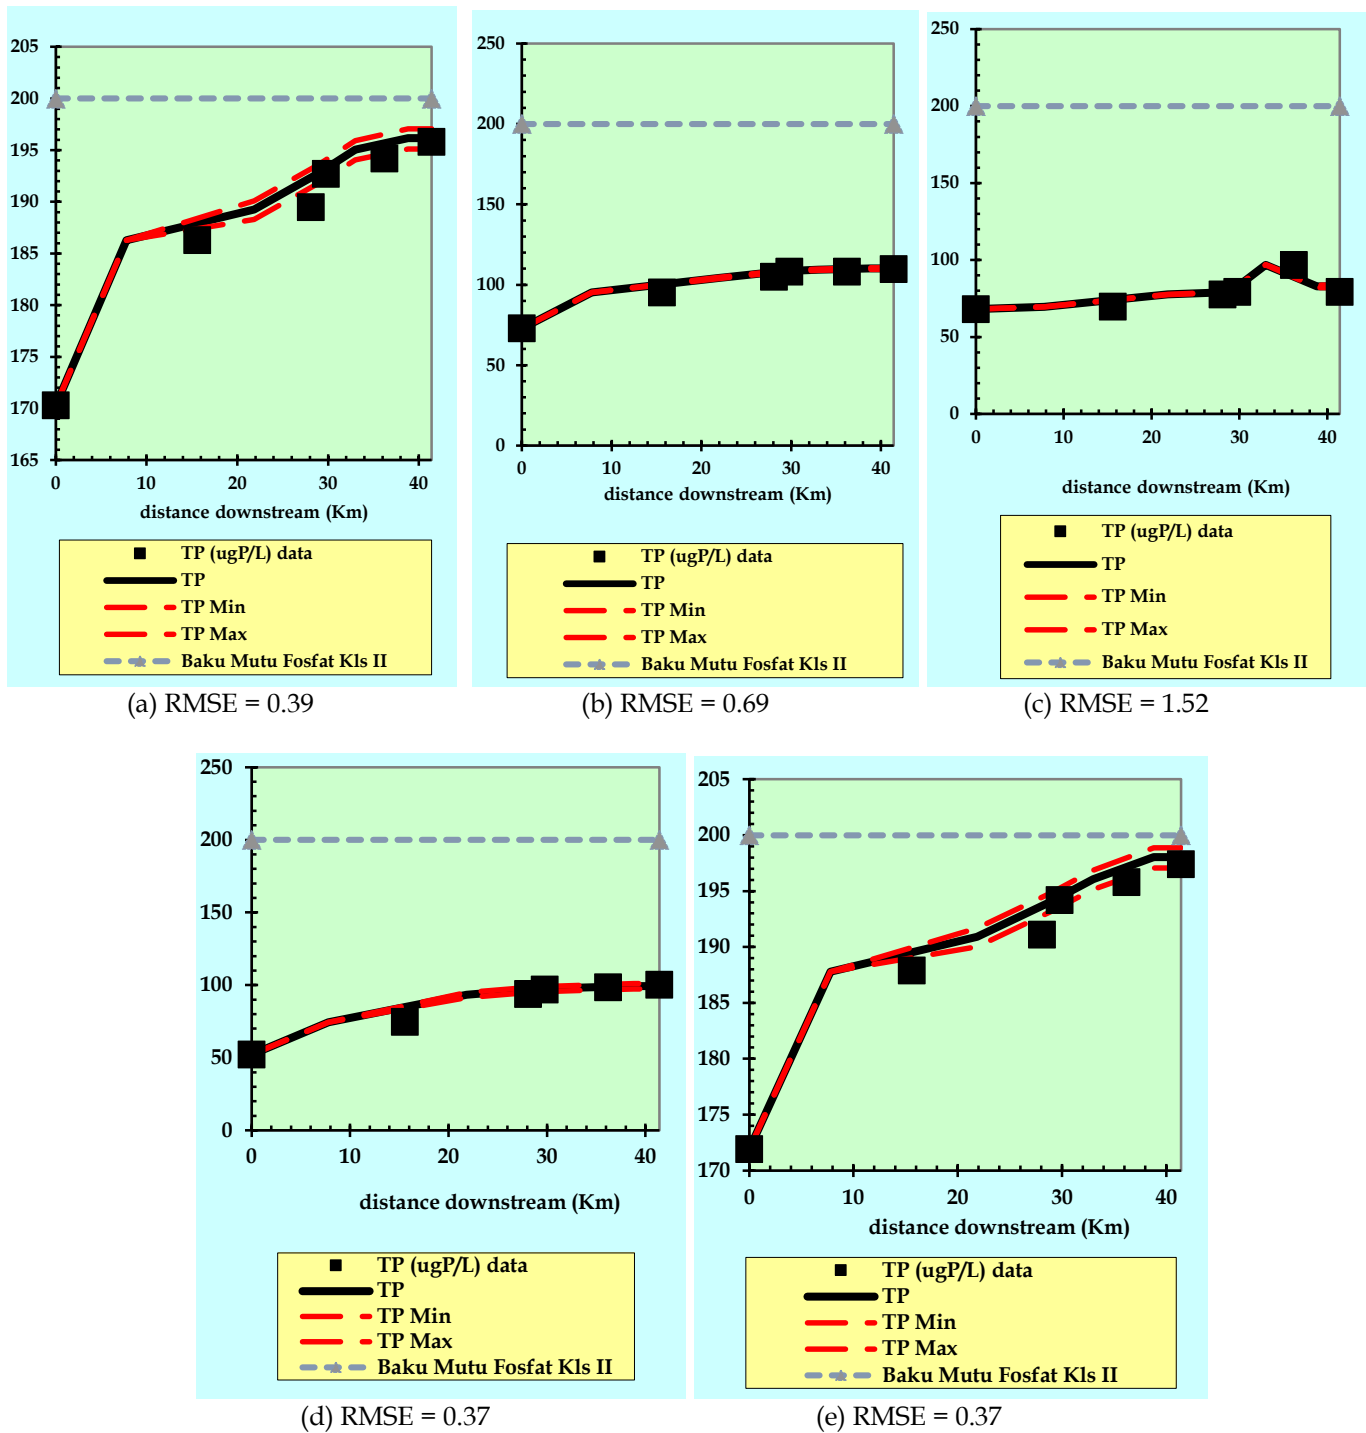 205
200
195
190
185
180
175
170
165
0 10 20 30 40
distance downstream (Km)
TP (ugP/L) data
TP
TP Min
TP Max
Baku Mutu Fosfat Kls II
(a) RMSE = 0.39
250
200
150
100
50
0
0 10 20 30 40
distance downstream (Km)
TP (ugP/L) data
TP
TP Min
TP Max
Baku Mutu Fosfat Kls II
(b) RMSE = 0.69
250
200
150
100
50
0
0 10 20 30 40
distance downstream (Km)
TP (ugP/L) data
TP
TP Min
TP Max
Baku Mutu Fosfat Kls II
(c) RMSE = 1.52
250
200
150
100
50
0
0 10 20 30 40
distance downstream (Km)
TP (ugP/L) data
TP
TP Min
TP Max
Baku Mutu Fosfat Kls II
(d) RMSE = 0.37
205
200
195
190
185
180
175
170
0 10 20 30 40
distance downstream (Km)
TP (ugP/L) data
TP
TP Min
TP Max
Baku Mutu Fosfat Kls II
(e) RMSE = 0.37